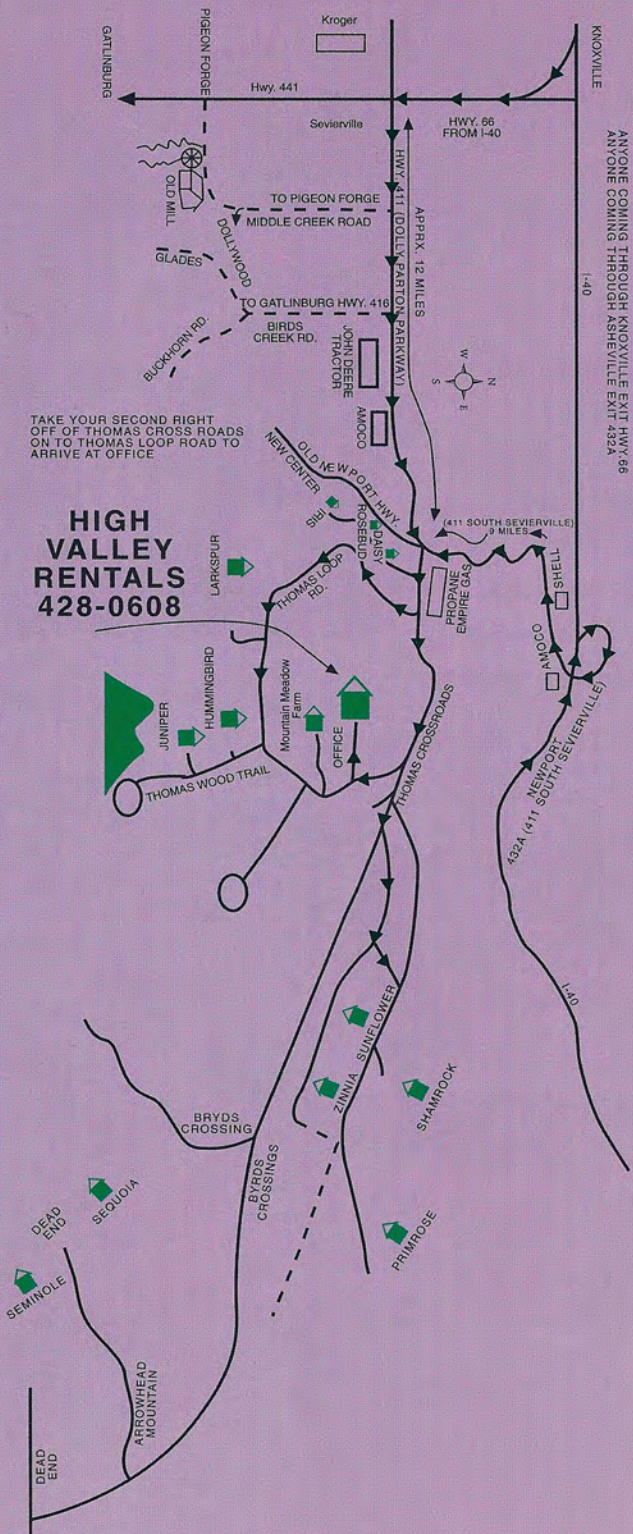 Kroger
KNOXVILLE
PIGEON FORGE
GATLINBURG
Hwy. 441
HWY. 66
FROM I-40
Sevierville
ANYONE COMING THROUGH KNOXVILLE EXIT HWY.66
ANYONE COMING THROUGH ASHEVILLE EXIT 432A
I-40
HWY. 411 (DOLLY PARTON PARKWAY)
APPRX. 12 MILES
OLD MILL
TO PIGEON FORGE
MIDDLE CREEK ROAD
DOLLYWOOD
GLADES
TO GATLINBURG HWY. 416
BIRDS
CREEK RD.
BUCKHORN RD.
JOHN DEERE
TRACTOR
AMOCO
W
N
S
E
TAKE YOUR SECOND RIGHT
OFF OF THOMAS CROSS ROADS
ON TO THOMAS LOOP ROAD TO
ARRIVE AT OFFICE
OLD NEWPORT HWY.
NEW CENTER
IRIS
ROSEBUD
DAISY
(411 SOUTH SEVIERVILLE)
9 MILES
SHELL
AMOCO
PROPANE
EMPIRE GAS
HIGH
VALLEY
RENTALS
428-0608
LARKSPUR
THOMAS LOOP
RD.
NEWPORT
432A (411 SOUTH SEVIERVILLE)
HUMMINGBIRD
JUNIPER
Mountain Meadow
Farm
OFFICE
THOMAS CROSSROADS
THOMAS WOOD TRAIL
I-40
SUNFLOWER
ZINNIA
SHAMROCK
BRYDS
CROSSING
BYRDS
CROSSINGS
PRIMROSE
SEQUOIA
DEAD
END
SEMINOLE
ARROWHEAD
MOUNTAIN
DEAD
END